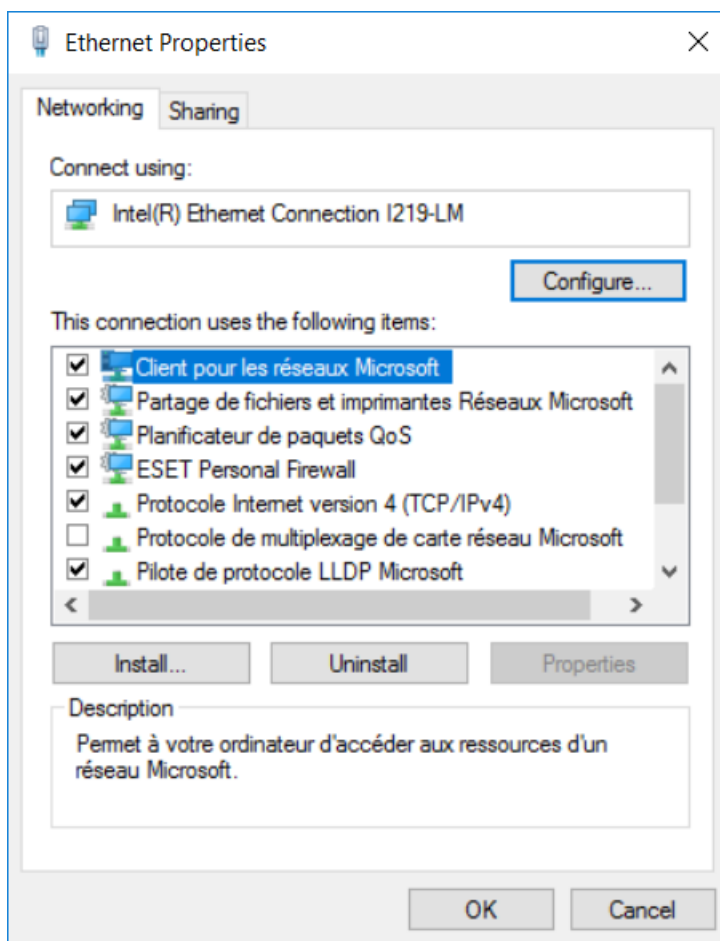 Ethernet Properties
Networking
Sharing
Connect using:
Intel(R) Ethernet Connection I219-LM
Configure...
This connection uses the following items:
Client pour les réseaux Microsoft
Partage de fichiers et imprimantes Réseaux Microsoft
Planificateur de paquets QoS
ESET Personal Firewall
Protocole Internet version 4 (TCP/IPv4)
Protocole de multiplexage de carte réseau Microsoft
Pilote de protocole LLDP Microsoft
Install...
Uninstall
Properties
Description
Permet à votre ordinateur d'accéder aux ressources d'un
réseau Microsoft.
OK
Cancel